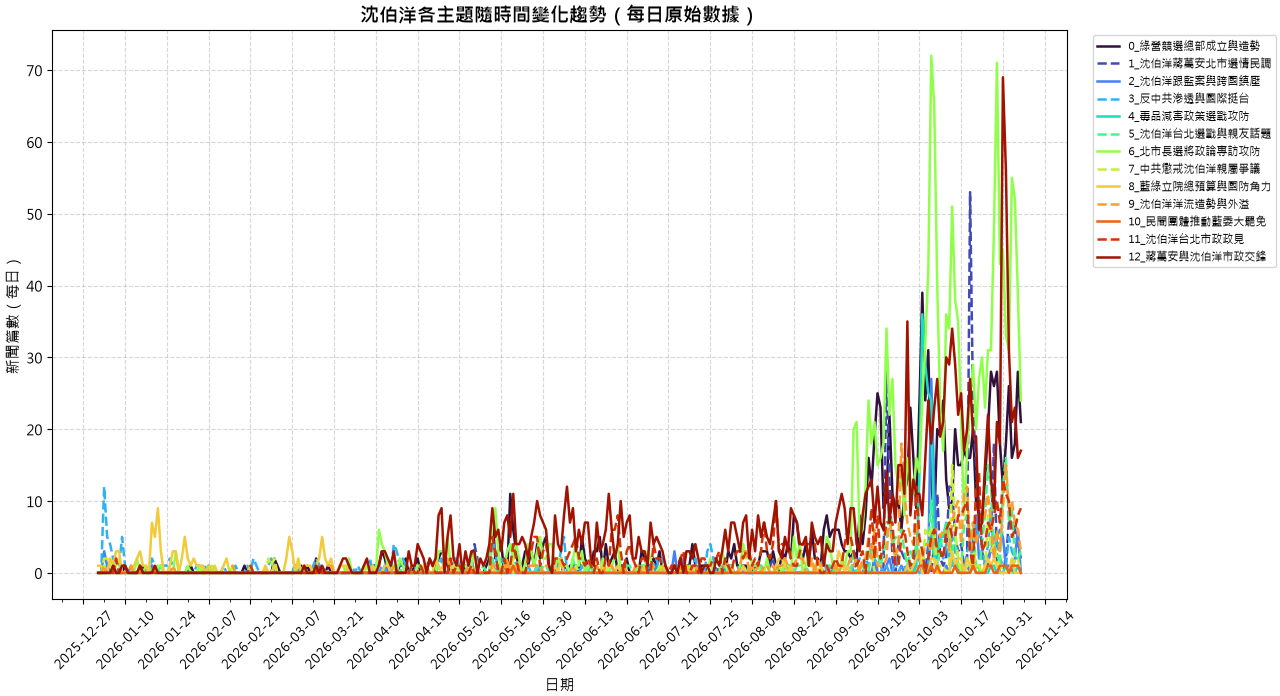 沈伯洋各主題隨時間變化趨勢（每日原始數據）
新聞篇數（每日）
70
60
50
40
30
20
10
0
2025-12-27
2026-01-10
2026-01-24
2026-02-07
2026-02-21
2026-03-07
2026-03-21
2026-04-04
2026-04-18
2026-05-02
2026-05-16
2026-05-30
2026-06-13
2026-06-27
2026-07-11
2026-07-25
2026-08-08
2026-08-22
2026-09-05
2026-09-19
2026-10-03
2026-10-17
2026-10-31
2026-11-14
日期
0_綠營競選總部成立與造勢
1_沈伯洋蔣萬安北市選情民調
2_沈伯洋跟監案與跨國鎮壓
3_反中共滲透與國際挺台
4_毒品減害政策選戰攻防
5_沈伯洋台北選戰與親友話題
6_北市長選將政論專訪攻防
7_中共懲戒沈伯洋親屬爭議
8_藍綠立院總預算與國防角力
9_沈伯洋洋流造勢與外溢
10_民間團體推動藍委大罷免
11_沈伯洋台北市政政見
12_蔣萬安與沈伯洋市政交鋒